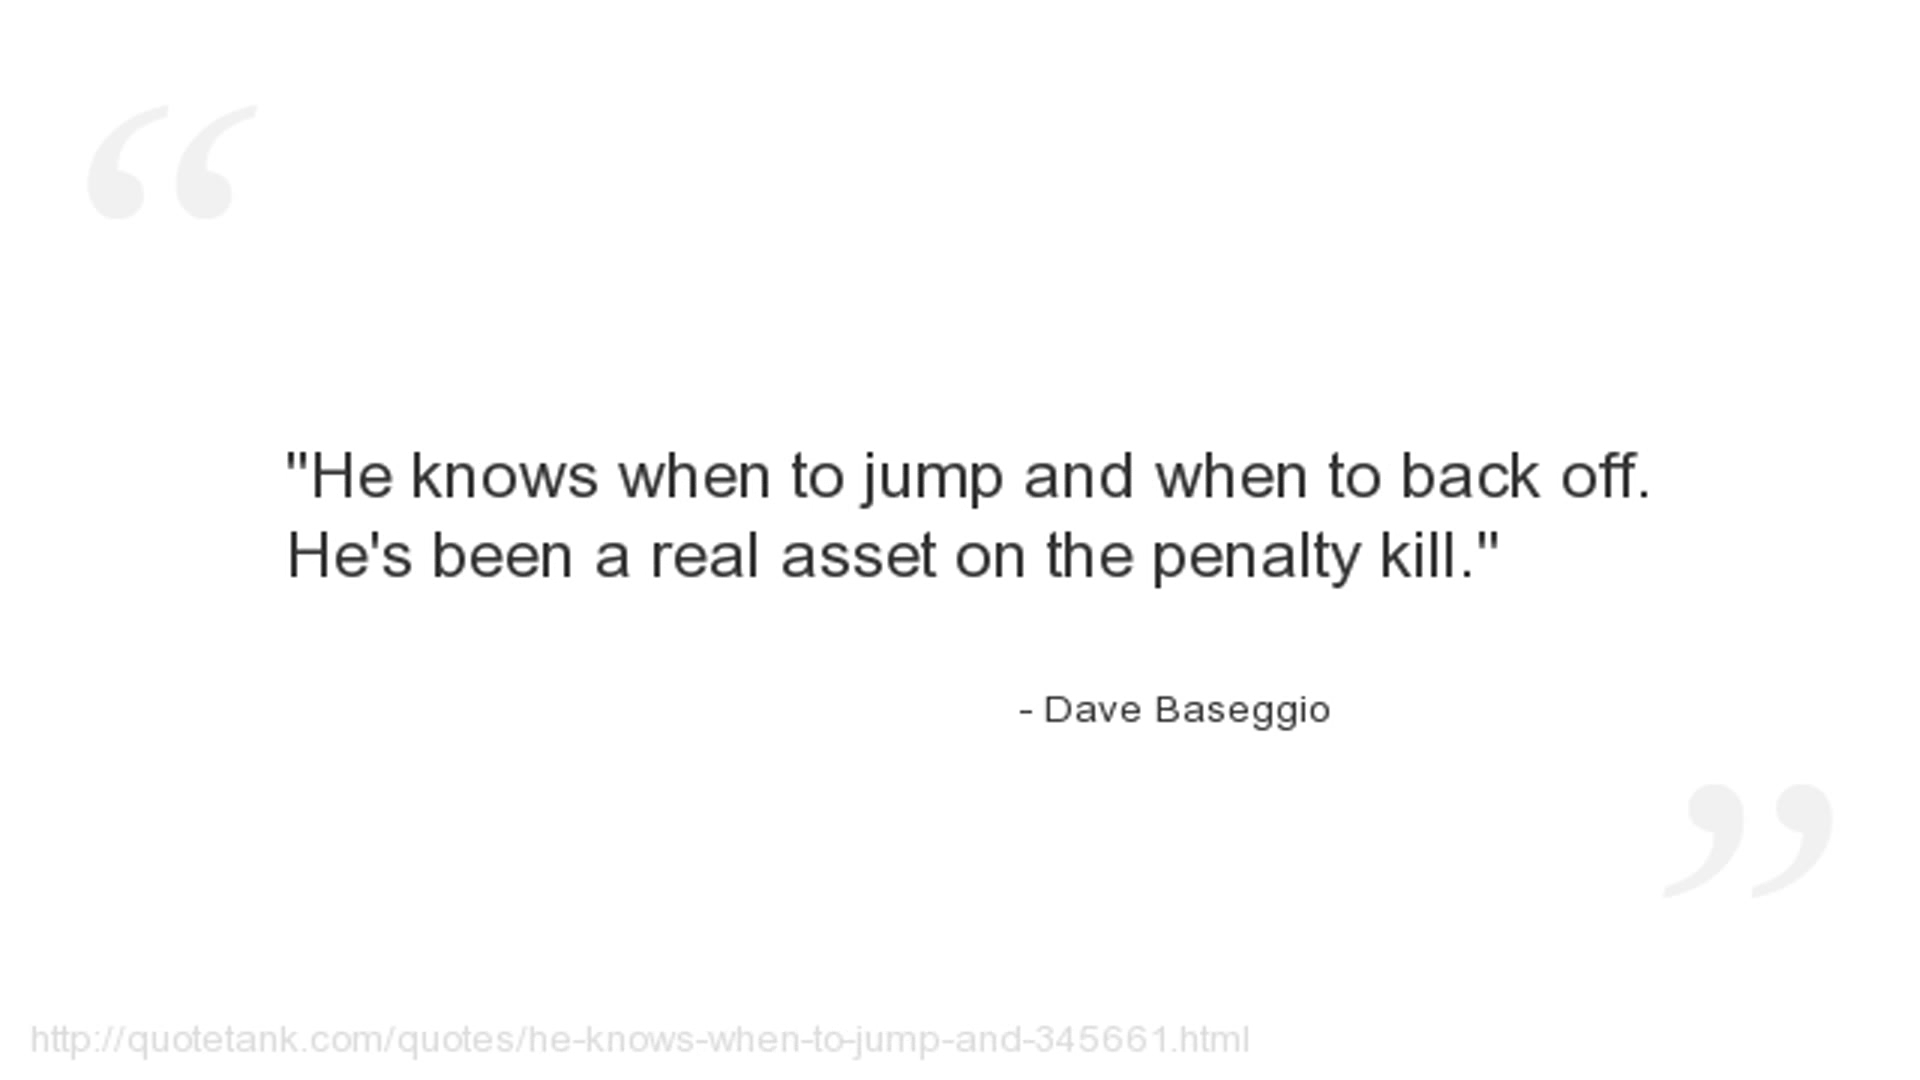 "He knows when to jump and when to back off.
He's been a real asset on the penalty kill."
- Dave Baseggio
http://quotetank.com/quotes/he-knows-when-to-jump-and-345661.html